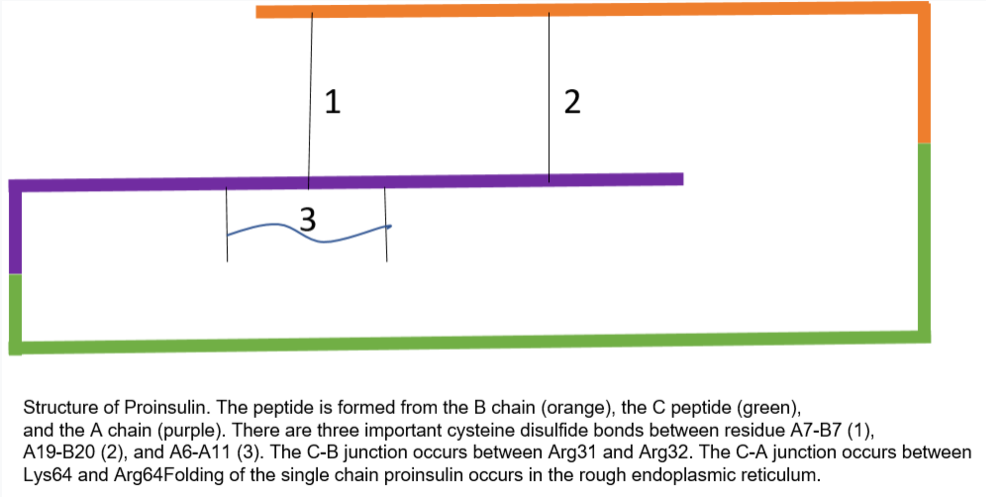 1
2
3
Structure of Proinsulin. The peptide is formed from the B chain (orange), the C peptide (green),
and the A chain (purple). There are three important cysteine disulfide bonds between residue A7-B7 (1),
A19-B20 (2), and A6-A11 (3). The C-B junction occurs between Arg31 and Arg32. The C-A junction occurs between
Lys64 and Arg64Folding of the single chain proinsulin occurs in the rough endoplasmic reticulum.